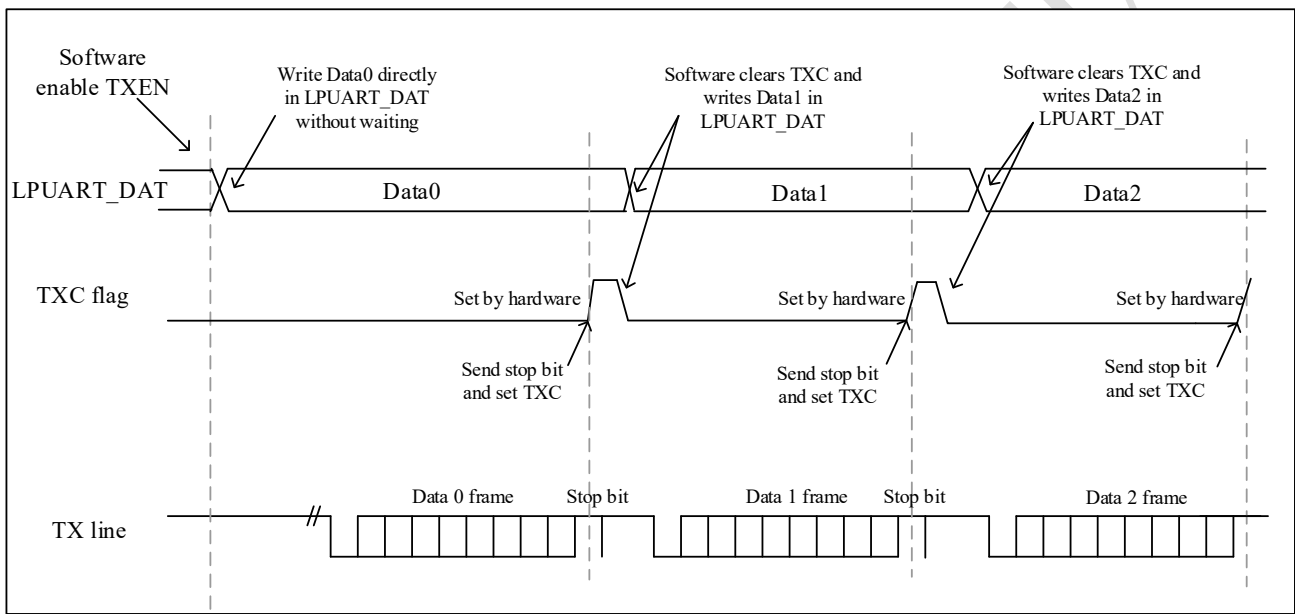 Software
enable TXEN
Write Data0 directly
in LPUART_DAT
without waiting
Software clears TXC and
writes Data1 in
LPUART_DAT
Software clears TXC and
writes Data2 in
LPUART_DAT
LPUART_DAT
Data0
Data1
Data2
TXC flag
Set by hardware
Set by hardware
Set by hardware
Send stop bit
and set TXC
Send stop bit
and set TXC
Send stop bit
and set TXC
Data 0 frame
Stop bit
Data 1 frame
Stop bit
Data 2 frame
TX line